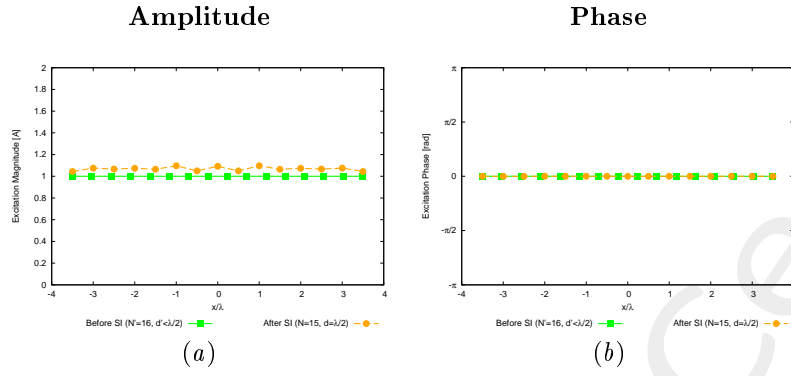 Amplitude
Phase
Excitation Magnitude [A]
2
1.8
1.6
1.4
1.2
1
0.8
0.6
0.4
0.2
0
-4 -3 -2 -1 0 1 2 3 4
x/λ
Before SI (N'=16, d'<λ/2)
After SI (N=15, d=λ/2)
(a)
Excitation Phase [rad]
π
π/2
0
-π/2
-π
-4 -3 -2 -1 0 1 2 3 4
x/λ
Before SI (N'=16, d'<λ/2)
After SI (N=15, d=λ/2)
(b)